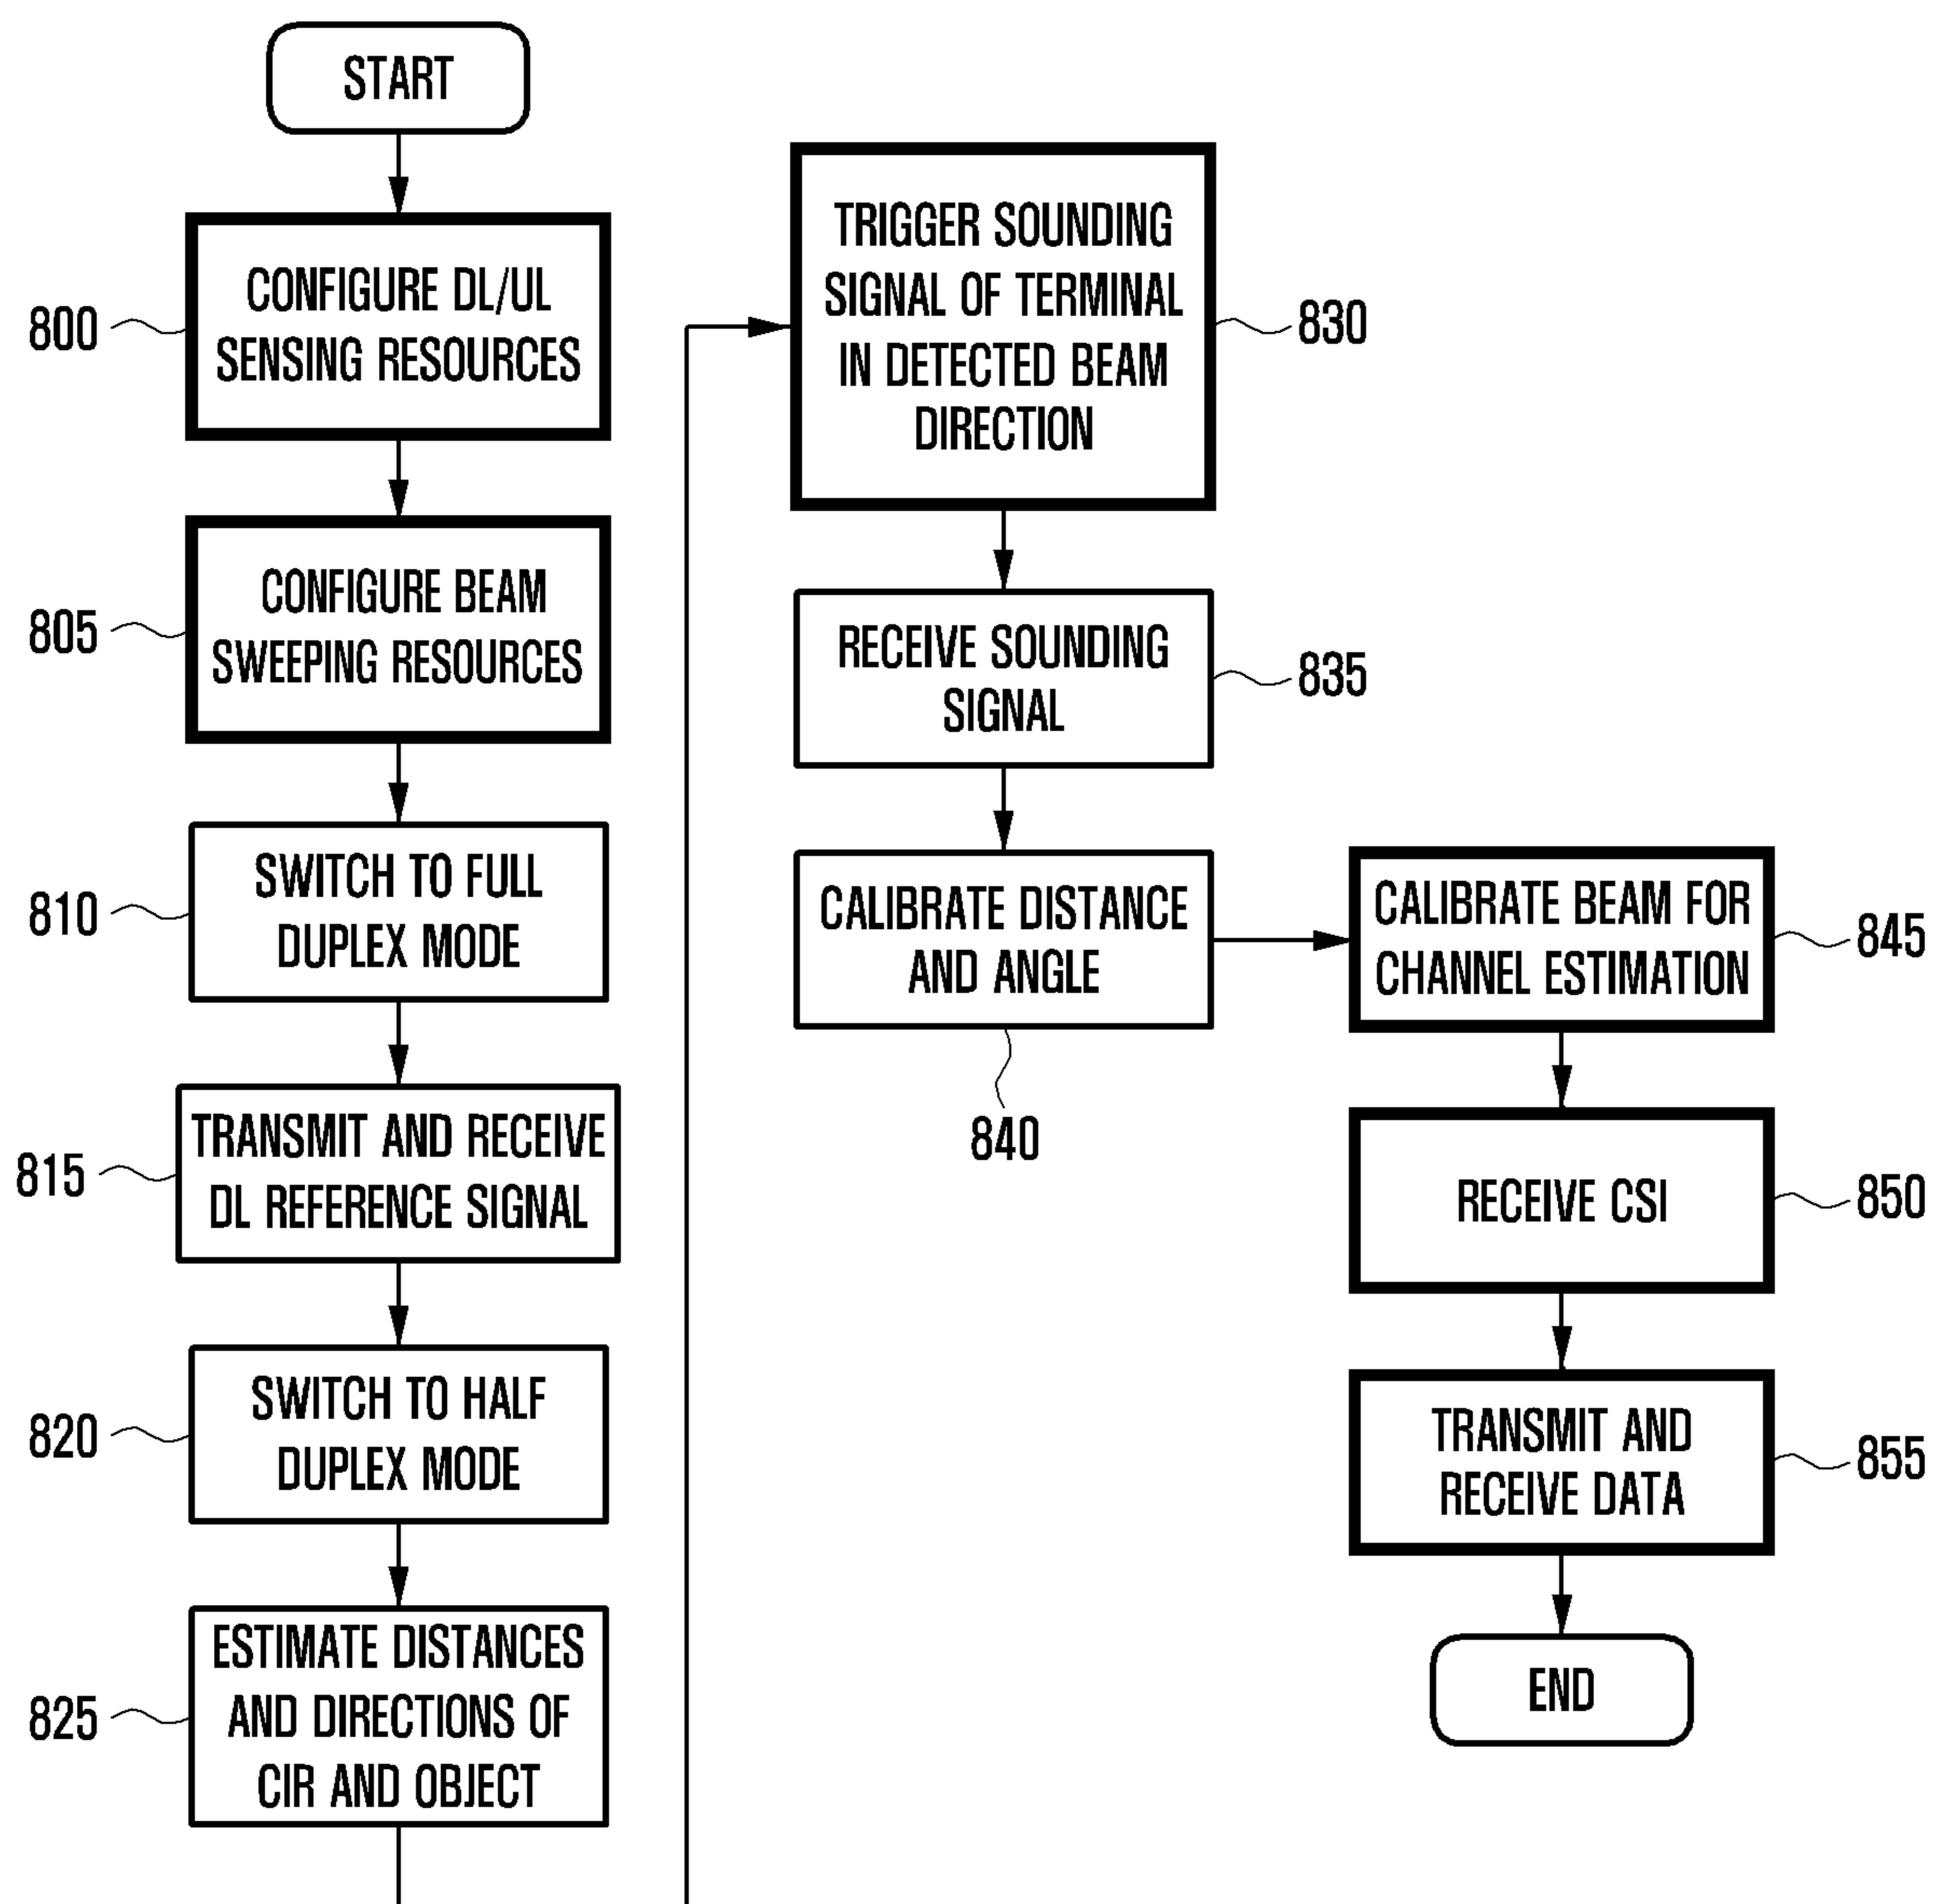 START
800
CONFIGURE DL/UL
SENSING RESOURCES
805
CONFIGURE BEAM
SWEEPING RESOURCES
810
SWITCH TO FULL
DUPLEX MODE
815
TRANSMIT AND RECEIVE
DL REFERENCE SIGNAL
820
SWITCH TO HALF
DUPLEX MODE
825
ESTIMATE DISTANCES
AND DIRECTIONS OF
CIR AND OBJECT
TRIGGER SOUNDING
SIGNAL OF TERMINAL
IN DETECTED BEAM
DIRECTION
830
RECEIVE SOUNDING
SIGNAL
835
CALIBRATE DISTANCE
AND ANGLE
840
CALIBRATE BEAM FOR
CHANNEL ESTIMATION
845
RECEIVE CSI
850
TRANSMIT AND
RECEIVE DATA
855
END